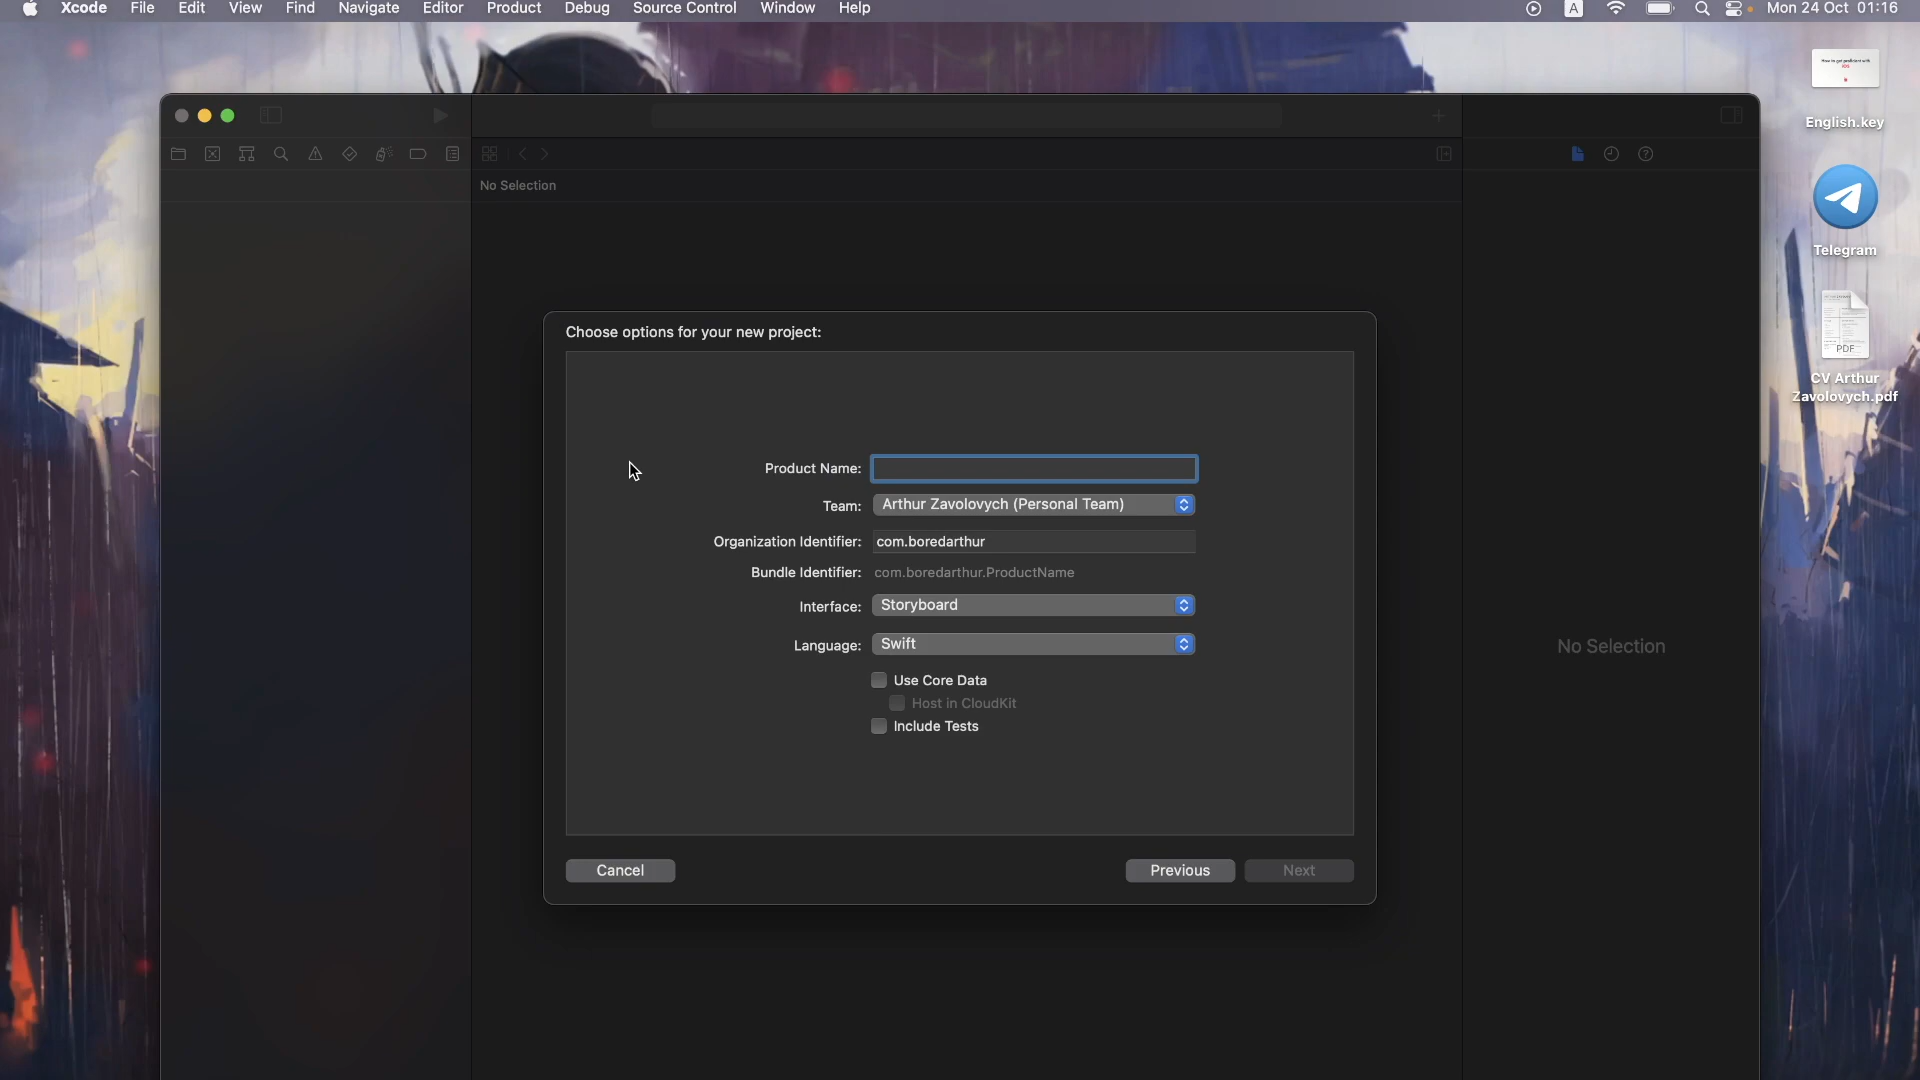 Xcode File Edit View Find Navigate Editor Product Debug Source Control Window Help
A
Mon 24 Oct 01:16
English.key
Telegram
PDF
CV Arthur
Zavolovych.pdf
No Selection
Choose options for your new project:
Product Name:
Team: Arthur Zavolovych (Personal Team)
Organization Identifier: com.boredarthur
Bundle Identifier: com.boredarthur.ProductName
Interface: Storyboard
Language: Swift
Use Core Data
Host in CloudKit
Include Tests
Cancel Previous Next
No Selection